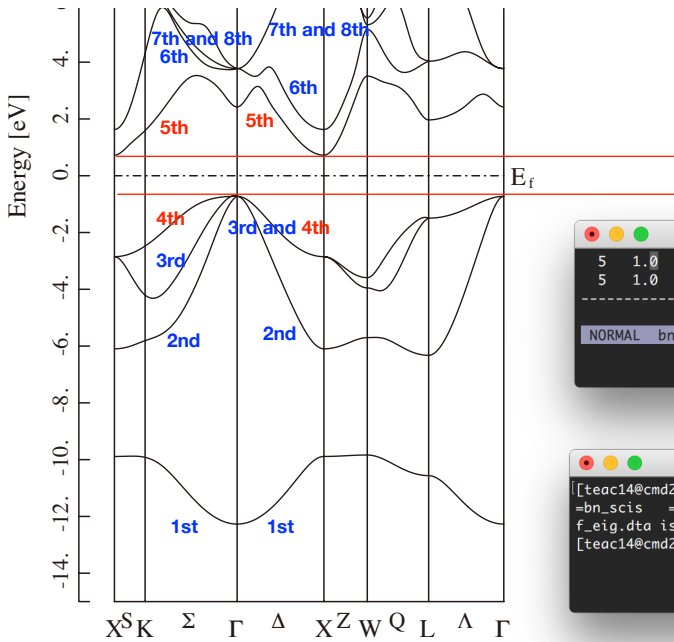 7th and 8th
7th and 8th
6th
6th
5th
5th
Energy [eV]
4.
2.
0.
-2.
-4.
-6.
-8.
-10.
-12.
-14.
E f
4th
3rd and 4th
3rd
2nd
2nd
1st
1st
X S K Σ Γ Δ X Z W Q L Λ Γ
5 1.0
5 1.0
NORMAL bn
[[teac14@cmd2
=bn_scis =
f_eig.dta is
[teac14@cmd2